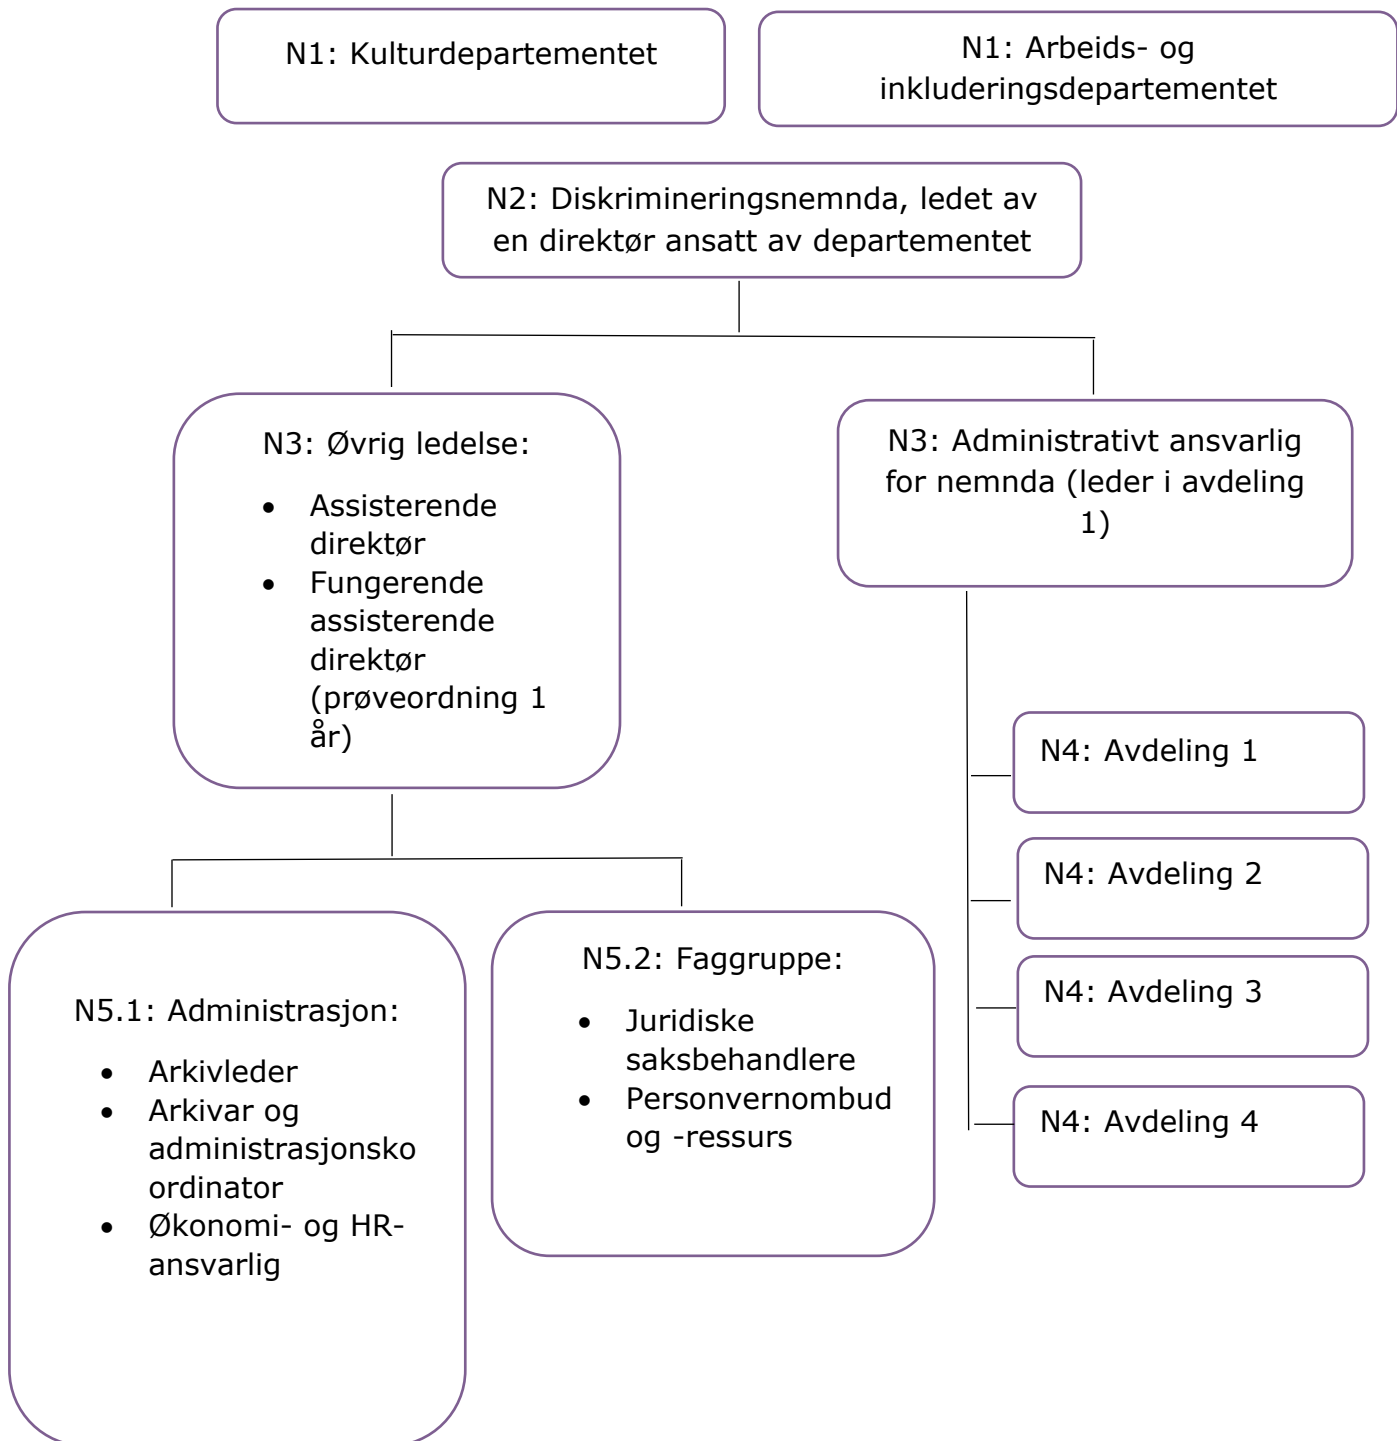 N1: Kulturdepartementet
N1: Arbeids- og
inkluderingsdepartementet
N2: Diskrimineringsnemnda, ledet av
en direktør ansatt av departementet
N3: Øvrig ledelse:
• Assisterende
direktør
• Fungerende
assisterende
direktør
(prøveordning 1
år)
N3: Administrativt ansvarlig
for nemnda (leder i avdeling
1)
N4: Avdeling 1
N4: Avdeling 2
N4: Avdeling 3
N4: Avdeling 4
N5.1: Administrasjon:
• Arkivleder
• Arkivar og
administrasjonsko
ordinator
• Økonomi- og HR-
ansvarlig
N5.2: Faggruppe:
• Juridiske
saksbehandlere
• Personvernombud
og -ressurs